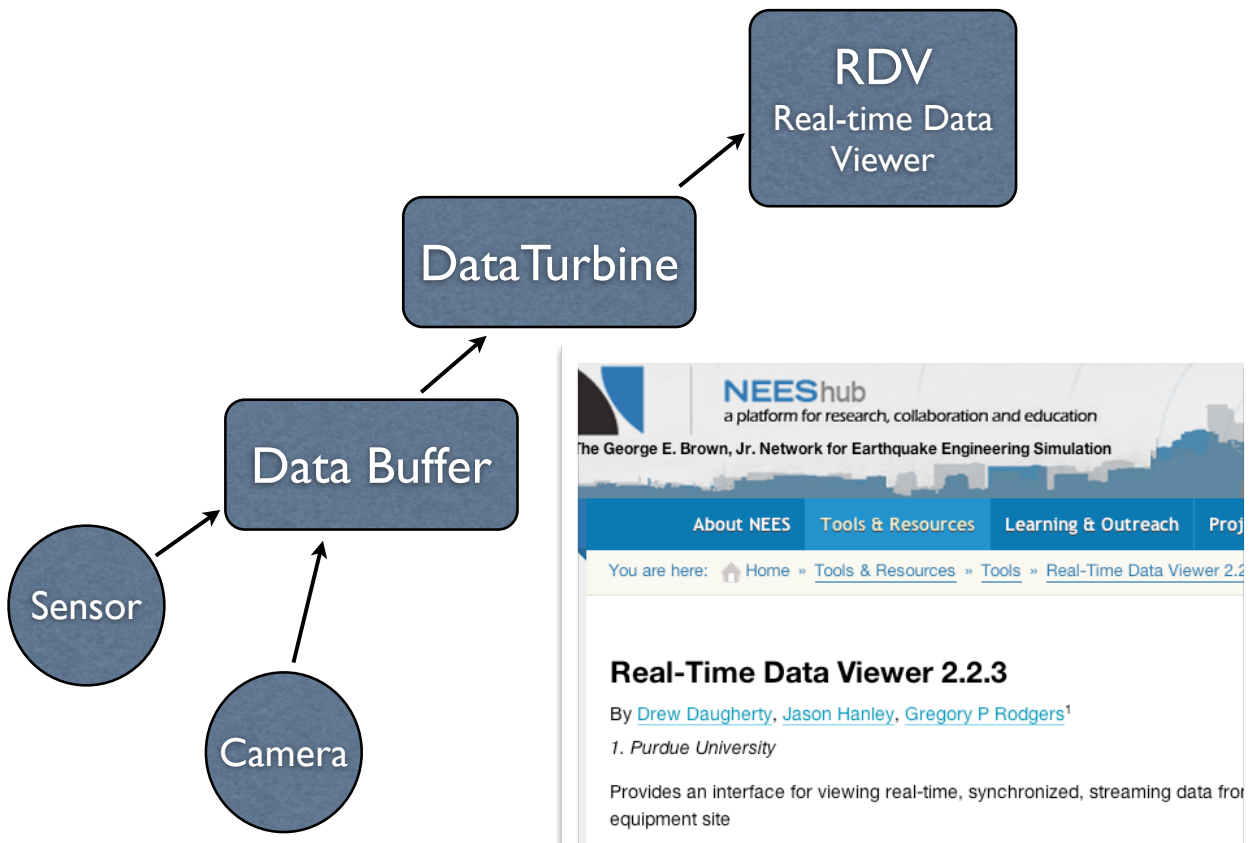 RDV
Real-time Data
Viewer
DataTurbine
Data Buffer
Sensor
Camera
NEEShub
a platform for research, collaboration and education
The George E. Brown, Jr. Network for Earthquake Engineering Simulation
About NEES Tools & Resources Learning & Outreach Proj
You are here: Home » Tools & Resources » Tools » Real-Time Data Viewer 2.2
Real-Time Data Viewer 2.2.3
By Drew Daugherty, Jason Hanley, Gregory P Rodgers¹
1. Purdue University
Provides an interface for viewing real-time, synchronized, streaming data from
equipment site